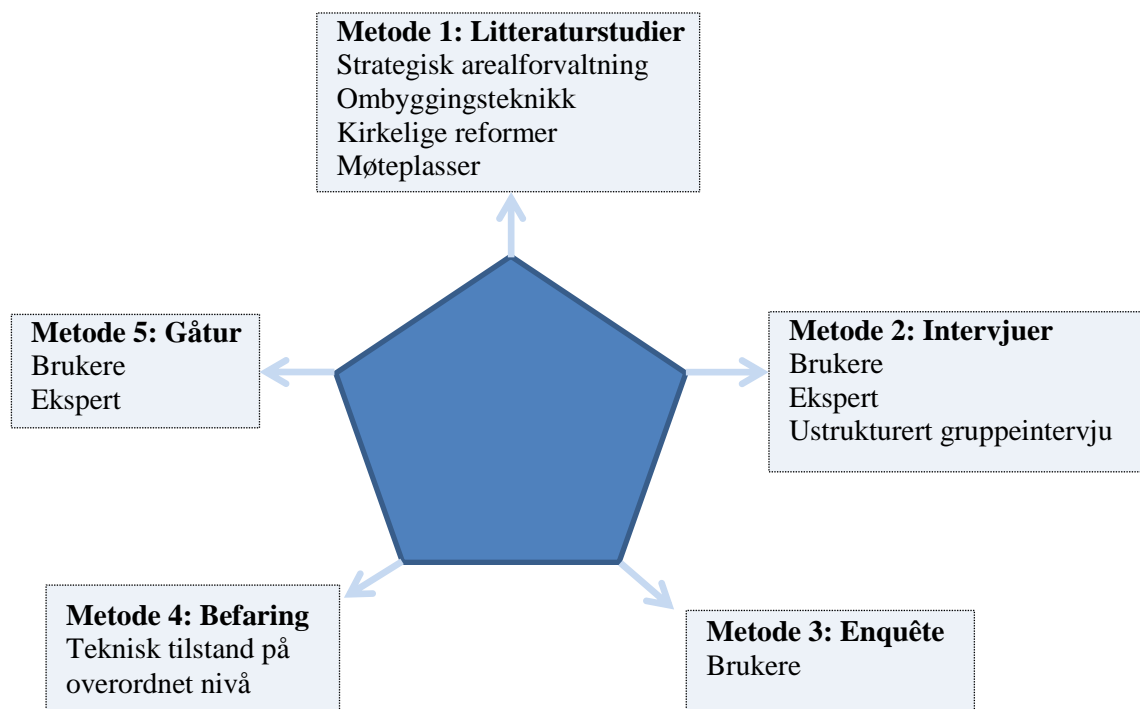 Metode 1: Litteraturstudier
Strategisk arealforvaltning
Ombyggingsteknikk
Kirkelige reformer
Møteplasser
Metode 2: Intervjuer
Brukere
Ekspert
Ustrukturert gruppeintervju
Metode 3: Enquête
Brukere
Metode 4: Befaring
Teknisk tilstand på
overordnet nivå
Metode 5: Gåtur
Brukere
Ekspert